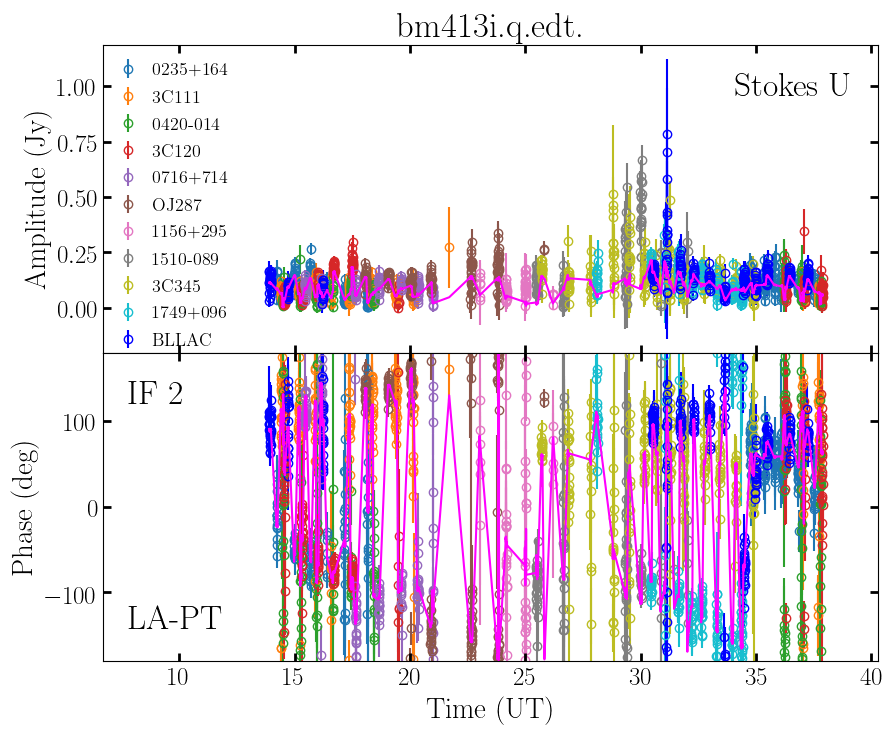 bm413i.q.edt.
Stokes U
Amplitude (Jy)
1.00
0.75
0.50
0.25
0.00
0235+164
3C111
0420-014
3C120
0716+714
OJ287
1156+295
1510-089
3C345
1749+096
BLLAC
IF 2
LA-PT
Phase (deg)
100
0
−100
10 15 20 25 30 35 40
Time (UT)